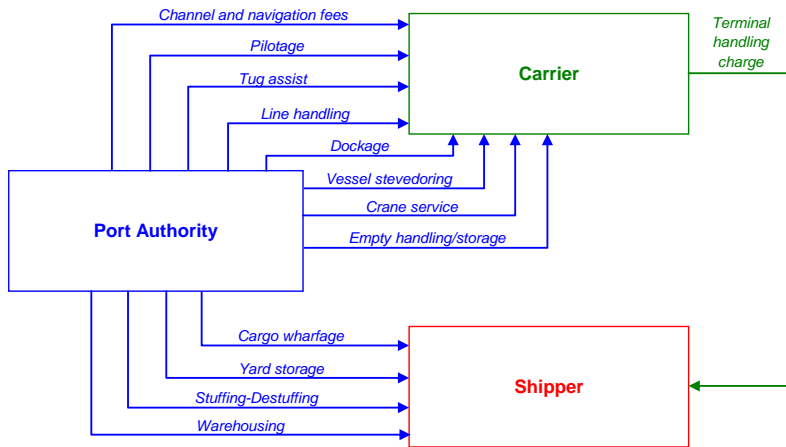 Channel and navigation fees
Pilotage
Tug assist
Line handling
Dockage
Vessel stevedoring
Crane service
Empty handling/storage
Carrier
Terminal
handling
charge
Port Authority
Cargo wharfage
Yard storage
Stuffing-Destuffing
Warehousing
Shipper